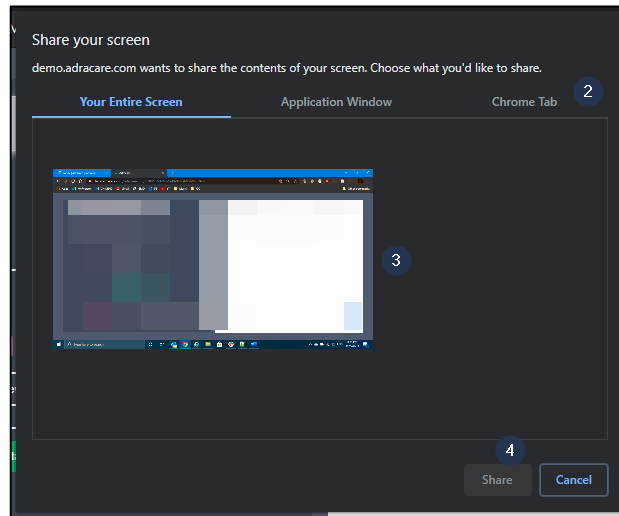 Share your screen
demo.adracare.com wants to share the contents of your screen. Choose what you'd like to share.
Your Entire Screen Application Window Chrome Tab 2
3
4
Share Cancel